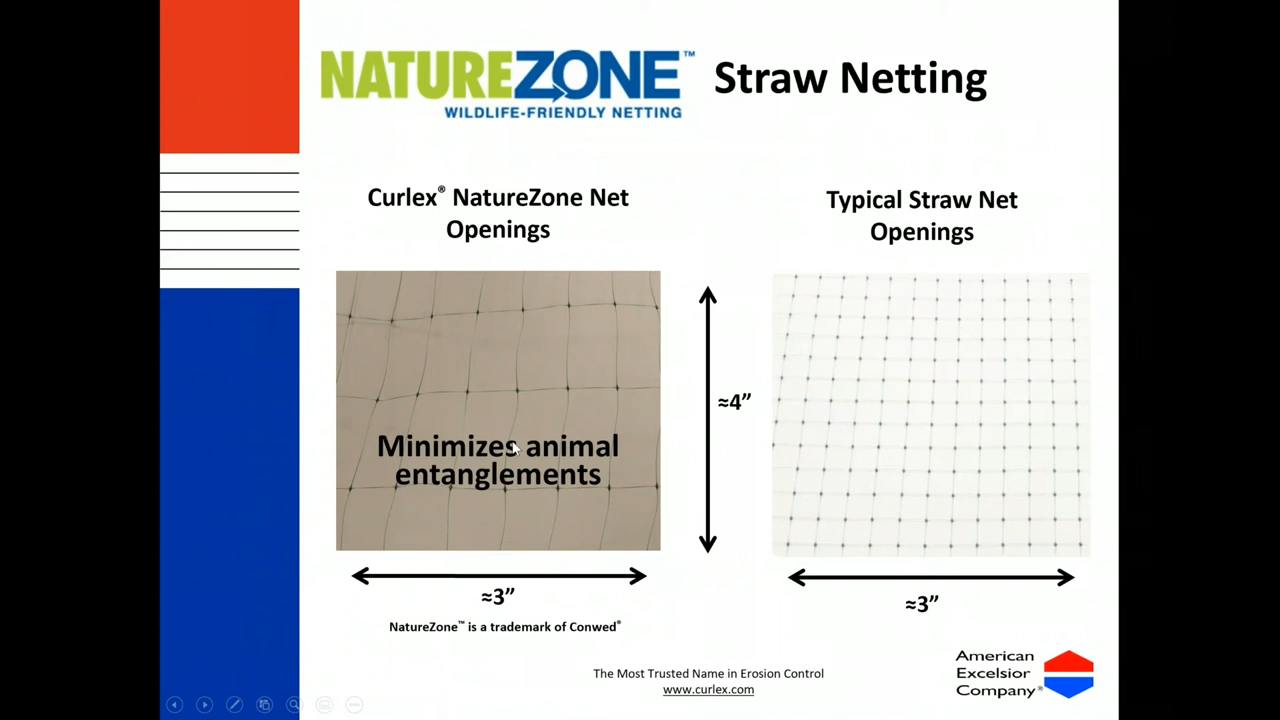 NATUREZONE™
WILDLIFE-FRIENDLY NETTING
Straw Netting
Curlex® NatureZone Net
Openings
Typical Straw Net
Openings
Minimizes animal
entanglements
≈4”
≈3”
≈3”
NatureZone™ is a trademark of Conwed®
The Most Trusted Name in Erosion Control
www.curlex.com
American
Excelsior
Company®